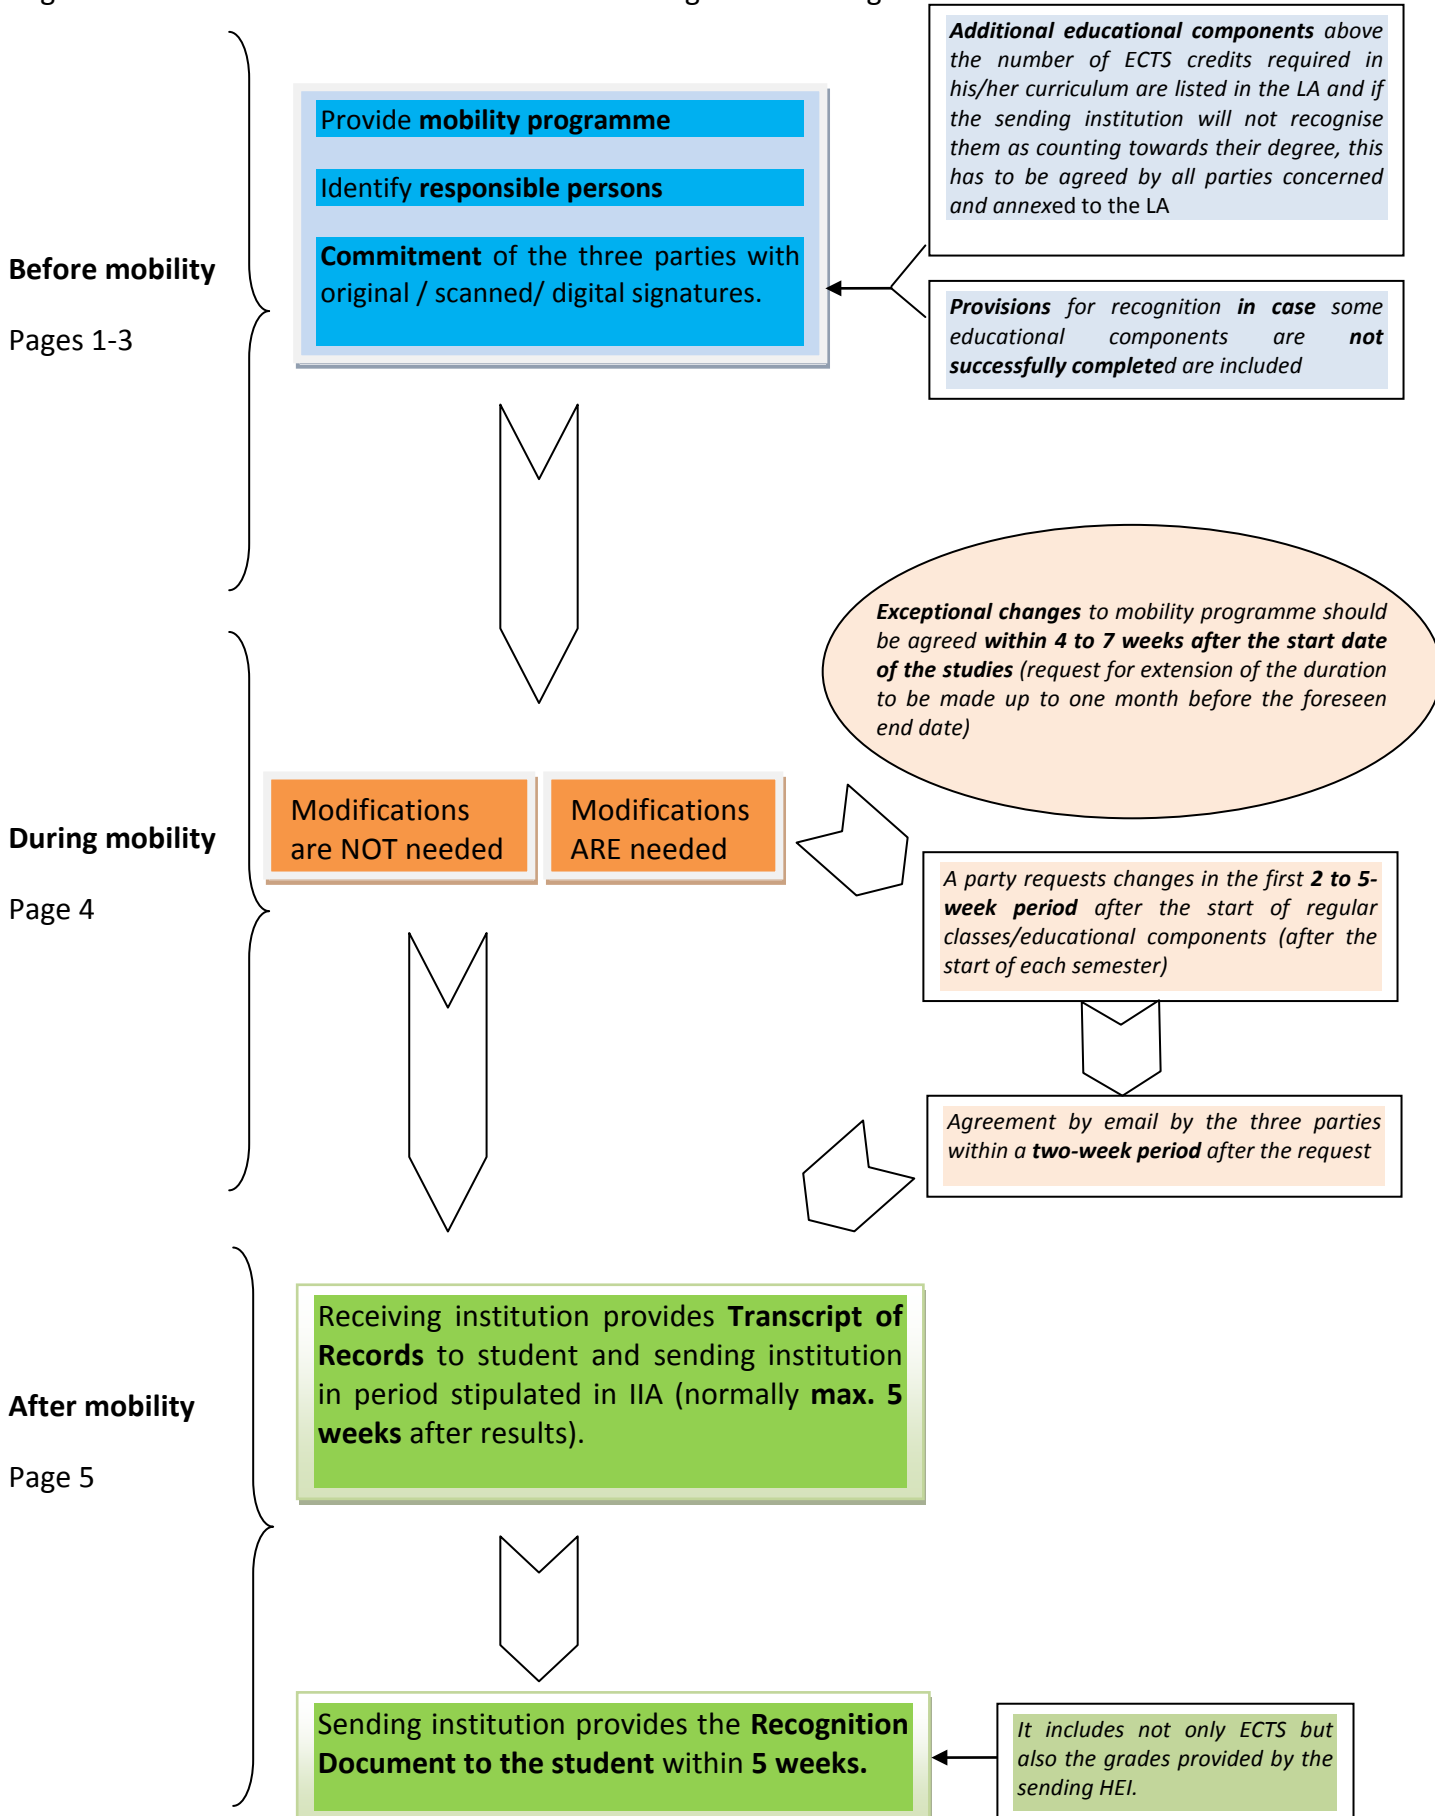 Additional educational components above
the number of ECTS credits required in
his/her curriculum are listed in the LA and if
the sending institution will not recognise
them as counting towards their degree, this
has to be agreed by all parties concerned
and annexed to the LA
Provide mobility programme
Identify responsible persons
Commitment of the three parties with
original / scanned/ digital signatures.
Before mobility
Pages 1-3
Provisions for recognition in case some
educational components are not
successfully completed are included
Exceptional changes to mobility programme should
be agreed within 4 to 7 weeks after the start date
of the studies (request for extension of the duration
to be made up to one month before the foreseen
end date)
During mobility
Page 4
Modifications
are NOT needed
Modifications
ARE needed
A party requests changes in the first 2 to 5-
week period after the start of regular
classes/educational components (after the
start of each semester)
Agreement by email by the three parties
within a two-week period after the request
After mobility
Page 5
Receiving institution provides Transcript of
Records to student and sending institution
in period stipulated in IIA (normally max. 5
weeks after results).
Sending institution provides the Recognition
Document to the student within 5 weeks.
It includes not only ECTS but
also the grades provided by the
sending HEI.